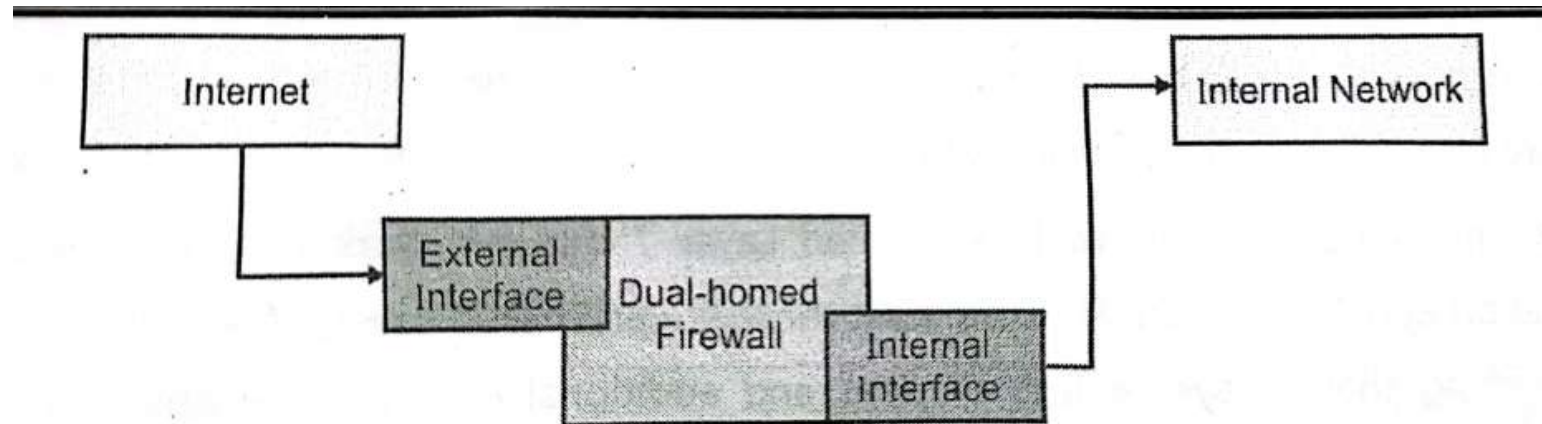 Internet
Internal Network
External
Interface
Dual-homed
Firewall
Internal
Interface